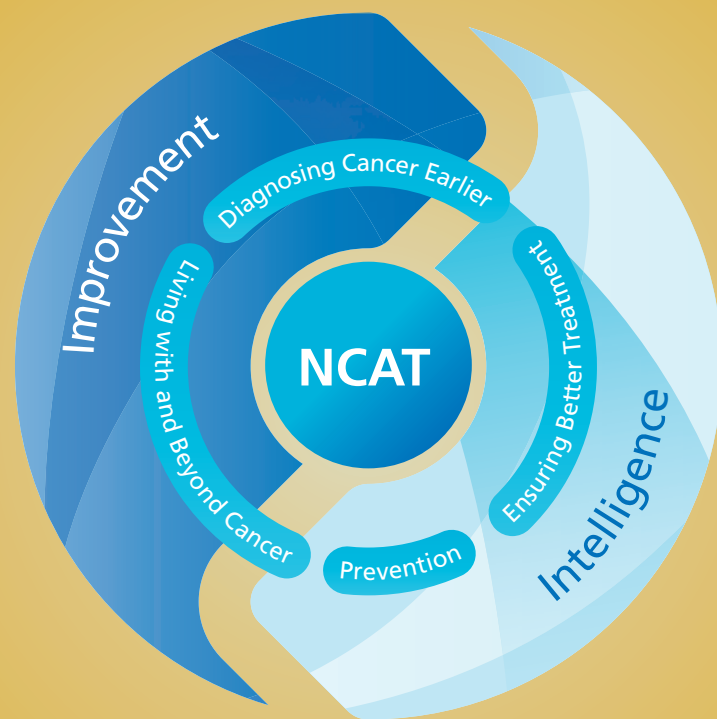 Improvement
Diagnosing Cancer Earlier
Living with and Beyond Cancer
NCAT
Ensuring Better Treatment
Prevention
Intelligence